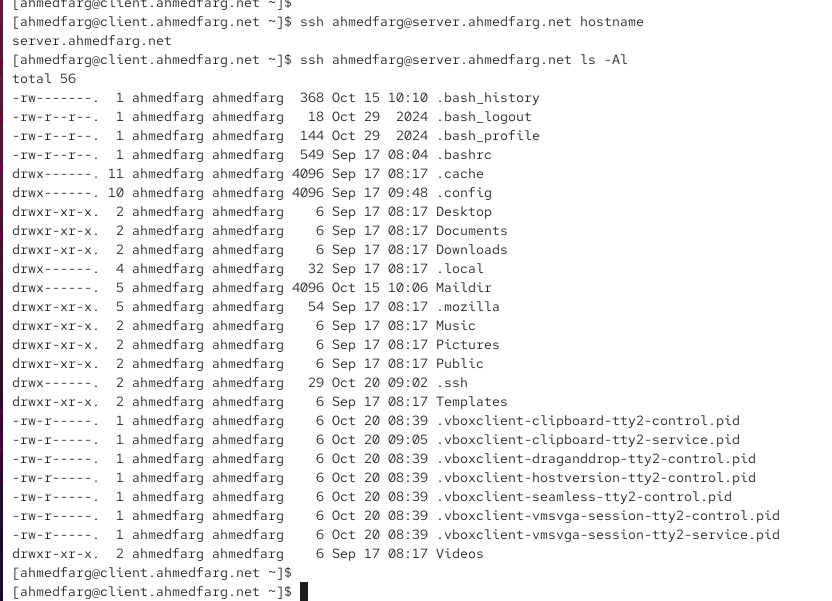 [ahmedfarg@client.ahmedfarg.net ~]$
[ahmedfarg@client.ahmedfarg.net ~]$ ssh ahmedfarg@server.ahmedfarg.net hostname
server.ahmedfarg.net
[ahmedfarg@client.ahmedfarg.net ~]$ ssh ahmedfarg@server.ahmedfarg.net ls -Al
total 56
-rw-------.  1 ahmedfarg ahmedfarg  368 Oct 15 10:10 .bash_history
-rw-r--r--.  1 ahmedfarg ahmedfarg   18 Oct 29  2024 .bash_logout
-rw-r--r--.  1 ahmedfarg ahmedfarg  144 Oct 29  2024 .bash_profile
-rw-r--r--.  1 ahmedfarg ahmedfarg  549 Sep 17 08:04 .bashrc
drwx------. 11 ahmedfarg ahmedfarg 4096 Sep 17 08:17 .cache
drwx------. 10 ahmedfarg ahmedfarg 4096 Sep 17 09:48 .config
drwxr-xr-x.  2 ahmedfarg ahmedfarg    6 Sep 17 08:17 Desktop
drwxr-xr-x.  2 ahmedfarg ahmedfarg    6 Sep 17 08:17 Documents
drwxr-xr-x.  2 ahmedfarg ahmedfarg    6 Sep 17 08:17 Downloads
drwx------.  4 ahmedfarg ahmedfarg   32 Sep 17 08:17 .local
drwx------.  5 ahmedfarg ahmedfarg 4096 Oct 15 10:06 Maildir
drwxr-xr-x.  5 ahmedfarg ahmedfarg   54 Sep 17 08:17 .mozilla
drwxr-xr-x.  2 ahmedfarg ahmedfarg    6 Sep 17 08:17 Music
drwxr-xr-x.  2 ahmedfarg ahmedfarg    6 Sep 17 08:17 Pictures
drwxr-xr-x.  2 ahmedfarg ahmedfarg    6 Sep 17 08:17 Public
drwx------.  2 ahmedfarg ahmedfarg   29 Oct 20 09:02 .ssh
drwxr-xr-x.  2 ahmedfarg ahmedfarg    6 Sep 17 08:17 Templates
-rw-r-----.  1 ahmedfarg ahmedfarg    6 Oct 20 08:39 .vboxclient-clipboard-tty2-control.pid
-rw-r-----.  1 ahmedfarg ahmedfarg    6 Oct 20 09:05 .vboxclient-clipboard-tty2-service.pid
-rw-r-----.  1 ahmedfarg ahmedfarg    6 Oct 20 08:39 .vboxclient-draganddrop-tty2-control.pid
-rw-r-----.  1 ahmedfarg ahmedfarg    6 Oct 20 08:39 .vboxclient-hostversion-tty2-control.pid
-rw-r-----.  1 ahmedfarg ahmedfarg    6 Oct 20 08:39 .vboxclient-seamless-tty2-control.pid
-rw-r-----.  1 ahmedfarg ahmedfarg    6 Oct 20 08:39 .vboxclient-vmsvga-session-tty2-control.pid
-rw-r-----.  1 ahmedfarg ahmedfarg    6 Oct 20 08:39 .vboxclient-vmsvga-session-tty2-service.pid
drwxr-xr-x.  2 ahmedfarg ahmedfarg    6 Sep 17 08:17 Videos
[ahmedfarg@client.ahmedfarg.net ~]$
[ahmedfarg@client.ahmedfarg.net ~]$